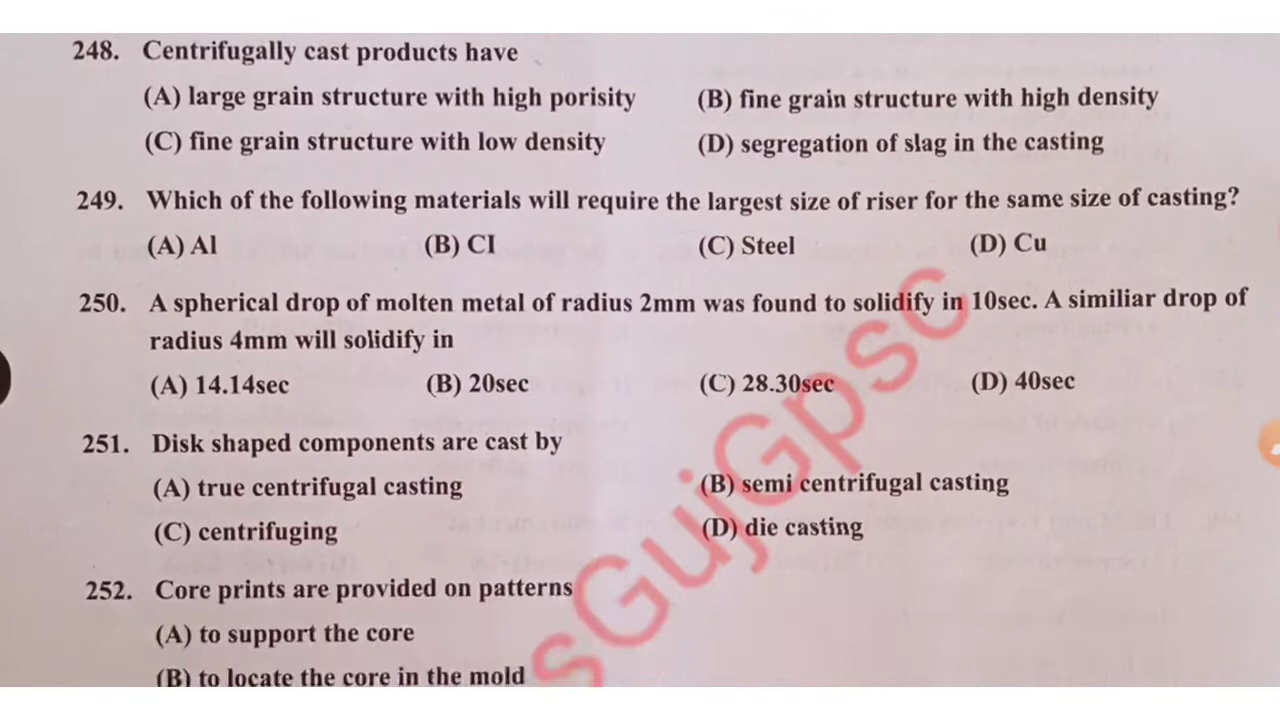 248. Centrifugally cast products have
(A) large grain structure with high porisity (B) fine grain structure with high density
(C) fine grain structure with low density (D) segregation of slag in the casting
249. Which of the following materials will require the largest size of riser for the same size of casting?
(A) Al (B) CI (C) Steel (D) Cu
250. A spherical drop of molten metal of radius 2mm was found to solidify in 10sec. A similiar drop of
radius 4mm will solidify in
(A) 14.14sec (B) 20sec (C) 28.30sec (D) 40sec
251. Disk shaped components are cast by
(A) true centrifugal casting (B) semi centrifugal casting
(C) centrifuging (D) die casting
252. Core prints are provided on patterns
(A) to support the core
(B) to locate the core in the mold
sGujGpsC